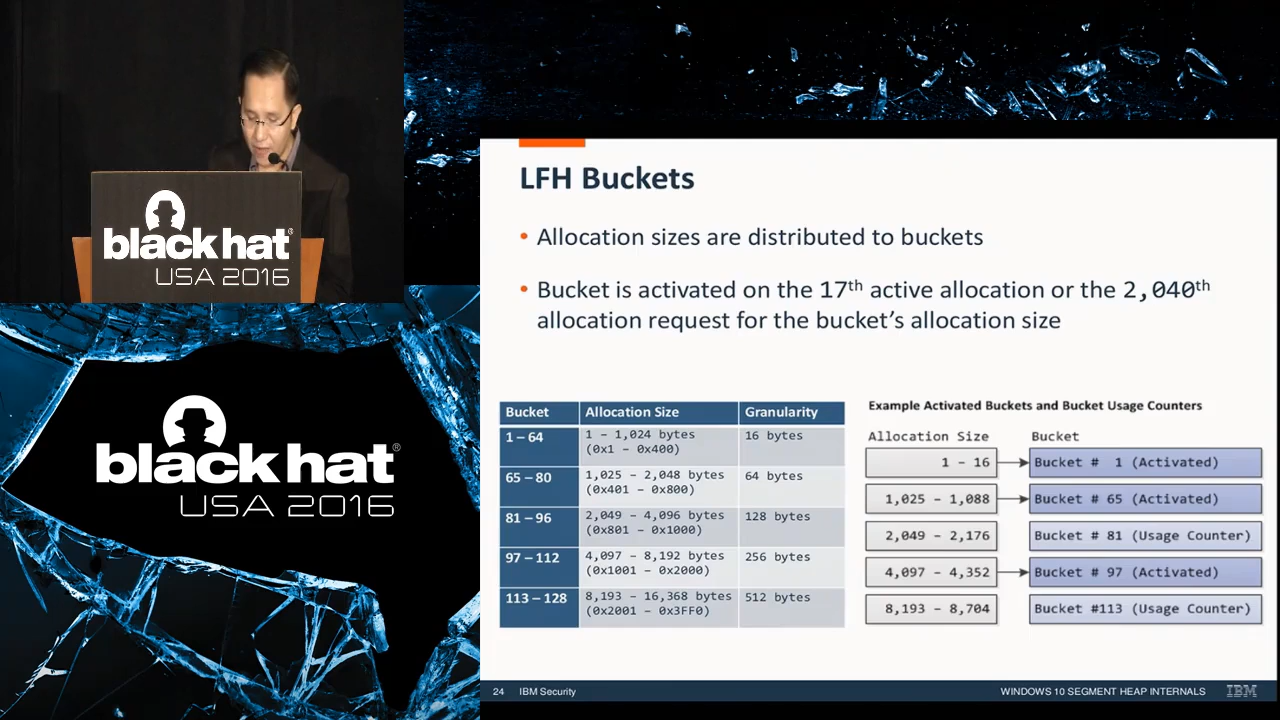 black hat®
USA 2016
black hat®
USA 2016
LFH Buckets
• Allocation sizes are distributed to buckets
• Bucket is activated on the 17th active allocation or the 2,040th
allocation request for the bucket's allocation size
Bucket Allocation Size Granularity
1 – 64 1 – 1,024 bytes 16 bytes
(0x1 – 0x400)
65 – 80 1,025 – 2,048 bytes 64 bytes
(0x401 – 0x800)
81 – 96 2,049 – 4,096 bytes 128 bytes
(0x801 – 0x1000)
97 – 112 4,097 – 8,192 bytes 256 bytes
(0x1001 – 0x2000)
113 – 128 8,193 – 16,368 bytes 512 bytes
(0x2001 – 0x3FF0)
Example Activated Buckets and Bucket Usage Counters
Allocation Size Bucket
1 – 16 Bucket # 1 (Activated)
1,025 – 1,088 Bucket # 65 (Activated)
2,049 – 2,176 Bucket # 81 (Usage Counter)
4,097 – 4,352 Bucket # 97 (Activated)
8,193 – 8,704 Bucket #113 (Usage Counter)
24 IBM Security WINDOWS 10 SEGMENT HEAP INTERNALS IBM